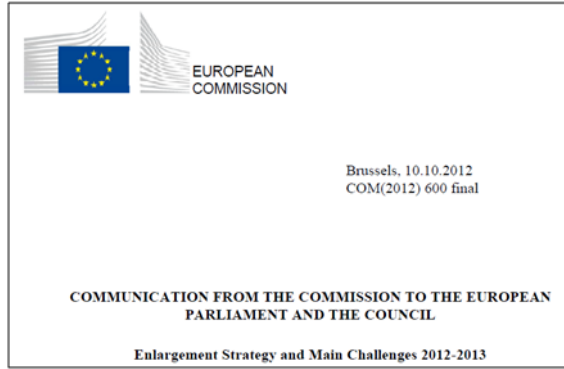 EUROPEAN
COMMISSION
Brussels, 10.10.2012
COM(2012) 600 final
COMMUNICATION FROM THE COMMISSION TO THE EUROPEAN
PARLIAMENT AND THE COUNCIL
Enlargement Strategy and Main Challenges 2012-2013